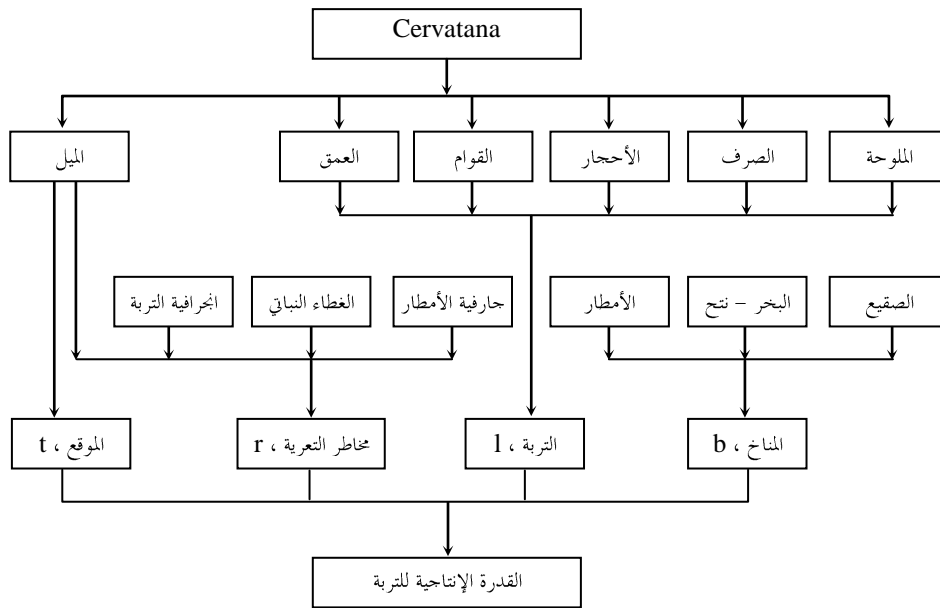 Cervatana
الملوحة
الصرف
الأحجار
القوام
العمق
الميل
الصقيع
البخر – نتح
الأمطار
حارفية الأمطار
الغطاء النباتي
انجرافية التربة
المناخ ، b
التربة ، l
مخاطر التعرية ، r
الموقع ، t
القدرة الإنتاجية للتربة